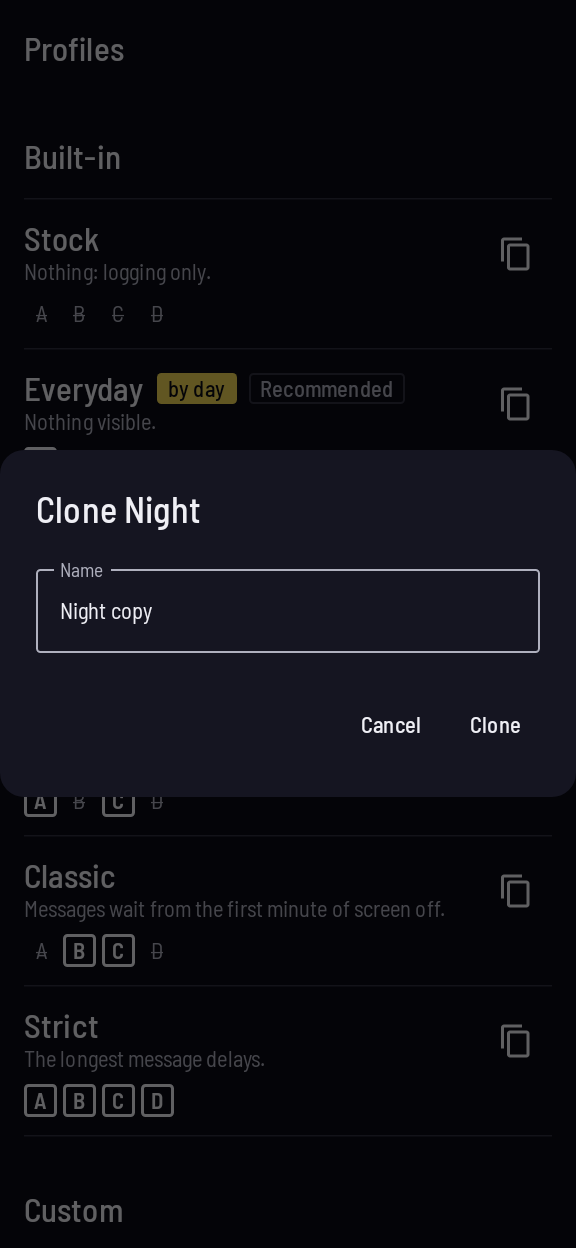 Profiles
Built-in
Stock
Nothing: logging only.
A B C D
Everyday by day Recommended
Nothing visible.
Clone Night
Name
Night copy
Cancel Clone
A B C D
Classic
Messages wait from the first minute of screen off.
A B C D
Strict
The longest message delays.
A B C D
Custom